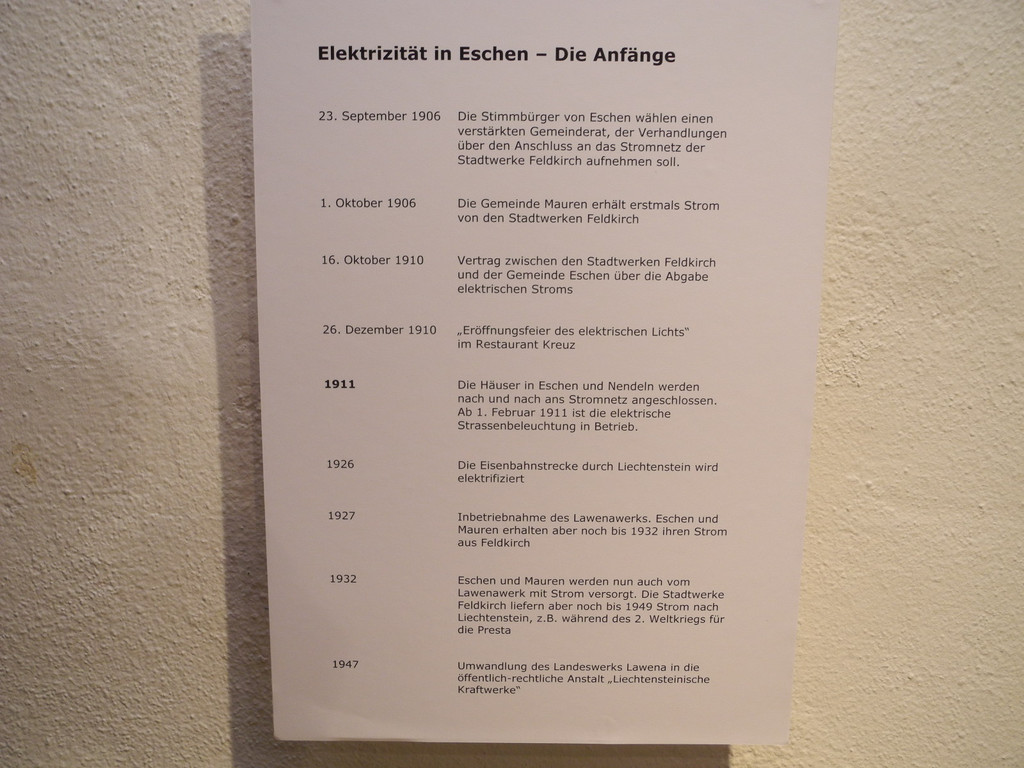 Elektrizität in Eschen – Die Anfänge
23. September 1906 Die Stimmbürger von Eschen wählen einen
verstärkten Gemeinderat, der Verhandlungen
über den Anschluss an das Stromnetz der
Stadtwerke Feldkirch aufnehmen soll.
1. Oktober 1906 Die Gemeinde Mauren erhält erstmals Strom
von den Stadtwerken Feldkirch
16. Oktober 1910 Vertrag zwischen den Stadtwerken Feldkirch
und der Gemeinde Eschen über die Abgabe
elektrischen Stroms
26. Dezember 1910 „Eröffnungsfeier des elektrischen Lichts“
im Restaurant Kreuz
1911 Die Häuser in Eschen und Nendeln werden
nach und nach ans Stromnetz angeschlossen.
Ab 1. Februar 1911 ist die elektrische
Strassenbeleuchtung in Betrieb.
1926 Die Eisenbahnstrecke durch Liechtenstein wird
elektrifiziert
1927 Inbetriebnahme des Lawenawerks. Eschen und
Mauren erhalten aber noch bis 1932 ihren Strom
aus Feldkirch
1932 Eschen und Mauren werden nun auch vom
Lawenawerk mit Strom versorgt. Die Stadtwerke
Feldkirch liefern aber noch bis 1949 Strom nach
Liechtenstein, z.B. während des 2. Weltkriegs für
die Presta
1947 Umwandlung des Landeswerks Lawena in die
öffentlich-rechtliche Anstalt „Liechtensteinische
Kraftwerke“